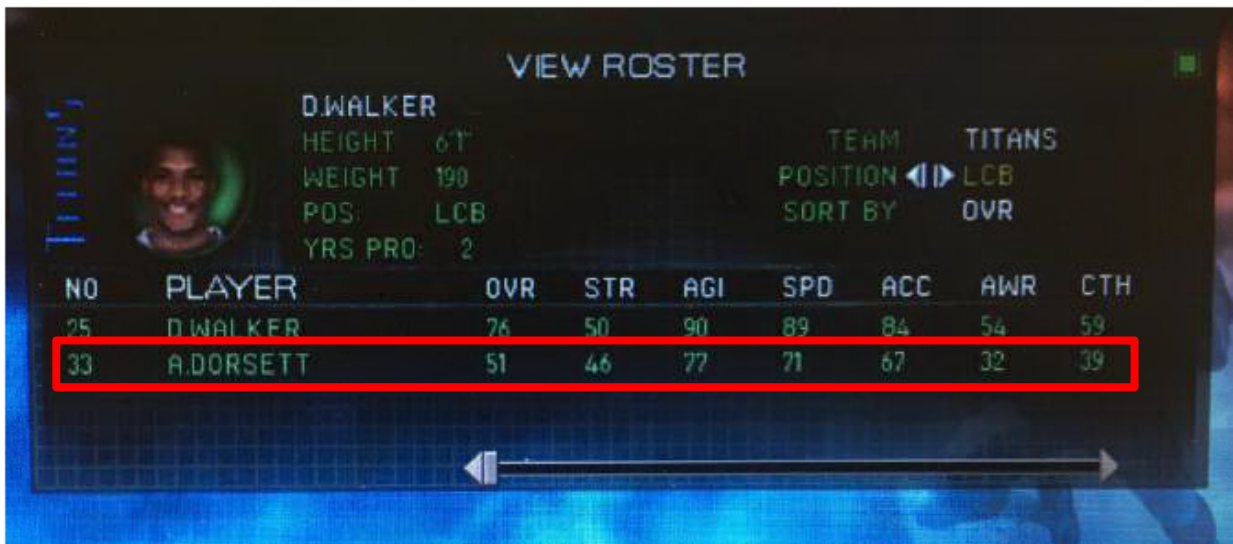 VIEW ROSTER
D.WALKER
HEIGHT 6'1"
WEIGHT 190
POS: LCB
YRS PRO: 2
TEAM TITANS
POSITION LCB
SORT BY OVR
NO PLAYER OVR STR AGI SPD ACC AWR CTH
25 D.WALKER 76 50 90 89 84 54 59
33 A.DORSETT 51 46 77 71 67 32 39